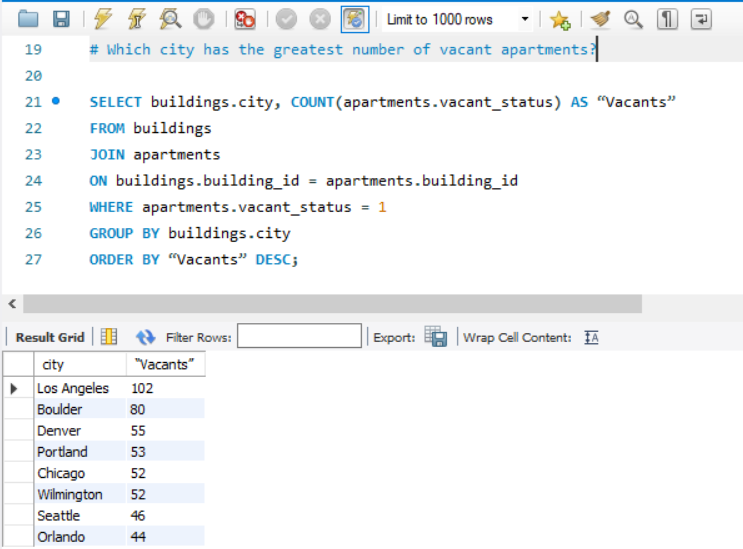 Limit to 1000 rows
19 # Which city has the greatest number of vacant apartments?
20
21 SELECT buildings.city, COUNT(apartments.vacant_status) AS “Vacants”
22 FROM buildings
23 JOIN apartments
24 ON buildings.building_id = apartments.building_id
25 WHERE apartments.vacant_status = 1
26 GROUP BY buildings.city
27 ORDER BY “Vacants” DESC;
Result Grid Filter Rows: Export: Wrap Cell Content:
city “Vacants”
Los Angeles 102
Boulder 80
Denver 55
Portland 53
Chicago 52
Wilmington 52
Seattle 46
Orlando 44